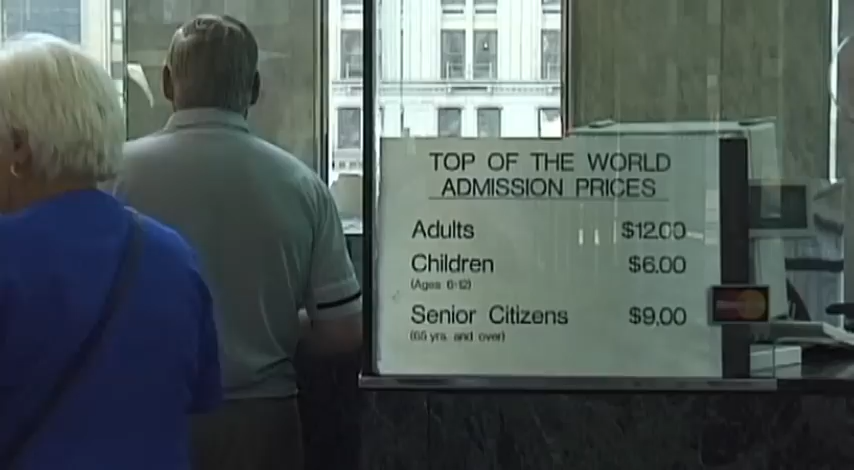 TOP OF THE WORLD
ADMISSION PRICES
Adults $12.00
Children $6.00
(Ages 6-12)
Senior Citizens $9.00
(65 yrs. and over)